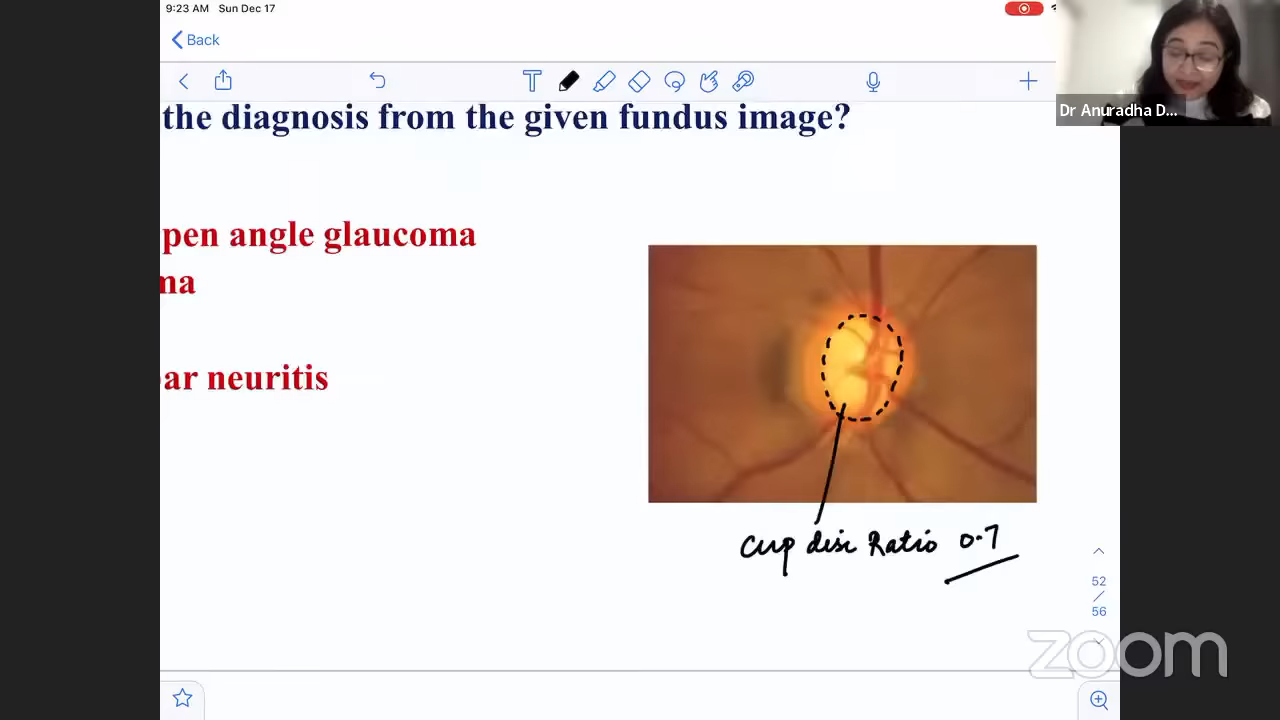 9:23 AM Sun Dec 17
Back
Dr Anuradha D...
the diagnosis from the given fundus image?
pen angle glaucoma
ma
ar neuritis
Cup disc Ratio 0.7
52
/
56
zoom